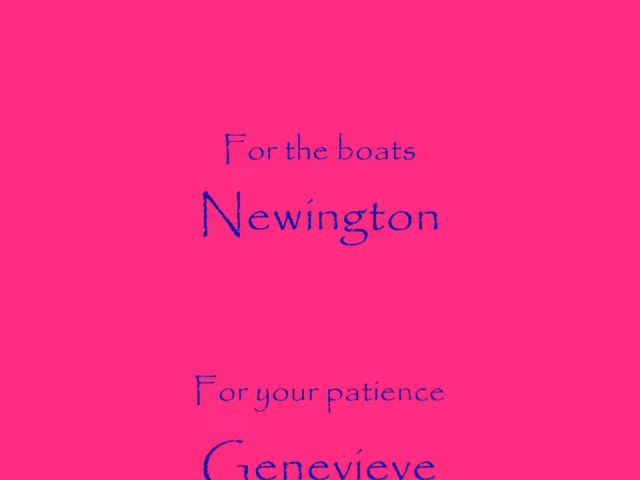 For the boats
Newington
For your patience
Genevieve